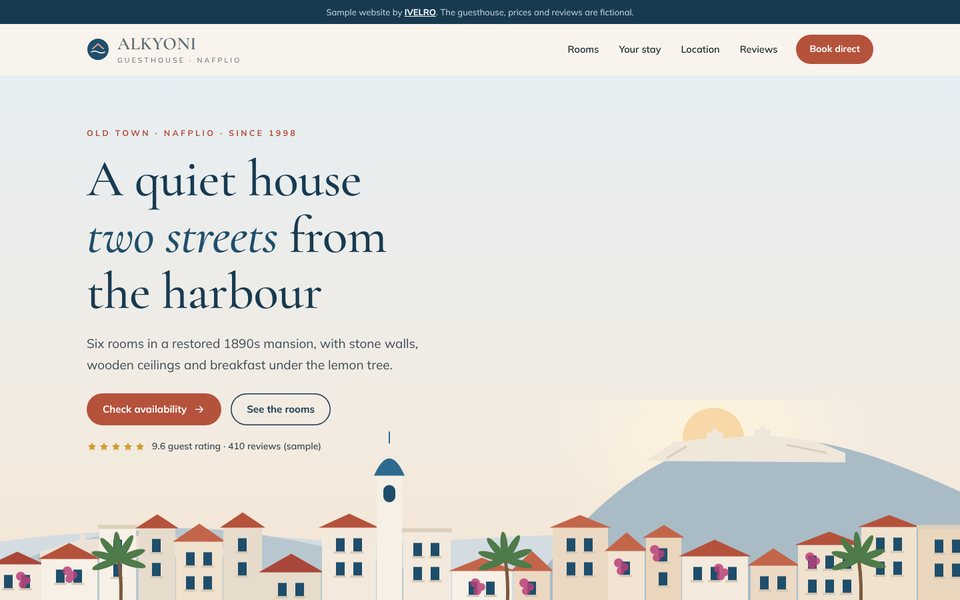 Sample website by IVELRO. The guesthouse, prices and reviews are fictional.
ALKYONI
GUESTHOUSE · NAFPLIO
Rooms
Your stay
Location
Reviews
Book direct
OLD TOWN · NAFPLIO · SINCE 1998
A quiet house
two streets from
the harbour
Six rooms in a restored 1890s mansion, with stone walls,
wooden ceilings and breakfast under the lemon tree.
Check availability →
See the rooms
★★★★★ 9.6 guest rating · 410 reviews (sample)